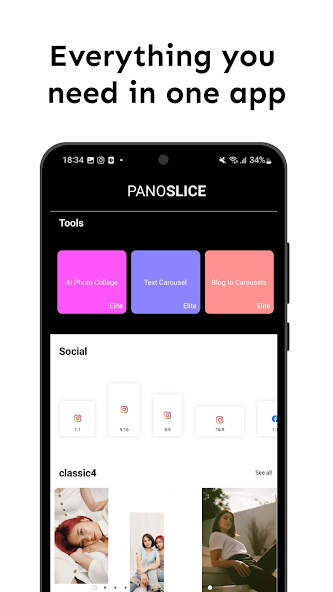 Everything you
need in one app
18:34 34%
PANOSLICE
Tools
AI Photo Collage Text Carousel Blog to Carousels
Elite Elite Elite
Social
1:1 9:16 4:5 16:9 1:1
classic4 See all